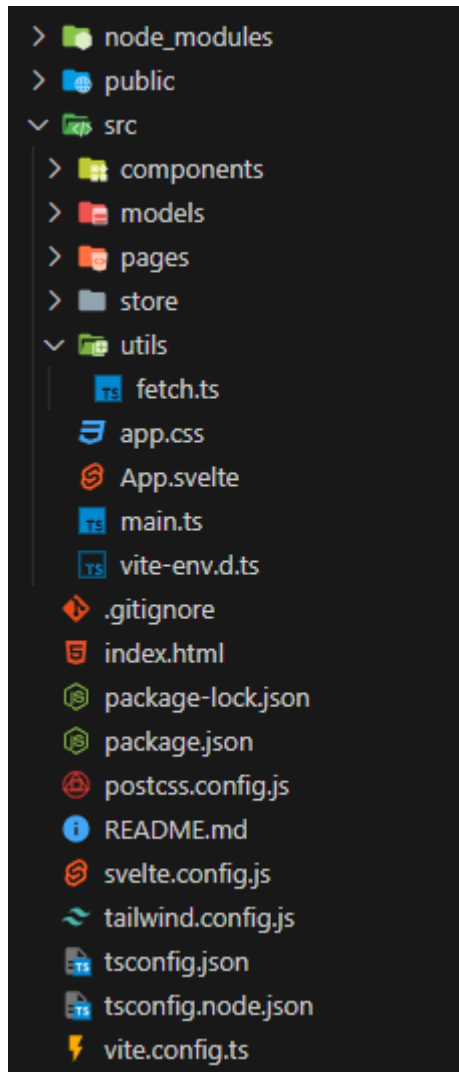 node_modules
public
src
components
models
pages
store
utils
fetch.ts
app.css
App.svelte
main.ts
vite-env.d.ts
.gitignore
index.html
package-lock.json
package.json
postcss.config.js
README.md
svelte.config.js
tailwind.config.js
tsconfig.json
tsconfig.node.json
vite.config.ts